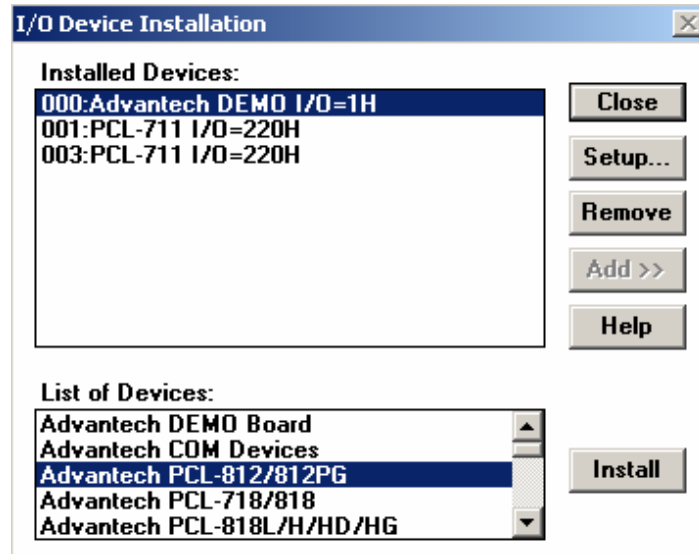 I/O Device Installation
Installed Devices:
000:Advantech DEMO I/O=1H
001:PCL-711 I/O=220H
003:PCL-711 I/O=220H
Close
Setup...
Remove
Add >>
Help
List of Devices:
Advantech DEMO Board
Advantech COM Devices
Advantech PCL-812/812PG
Advantech PCL-718/818
Advantech PCL-818L/H/HD/HG
Install